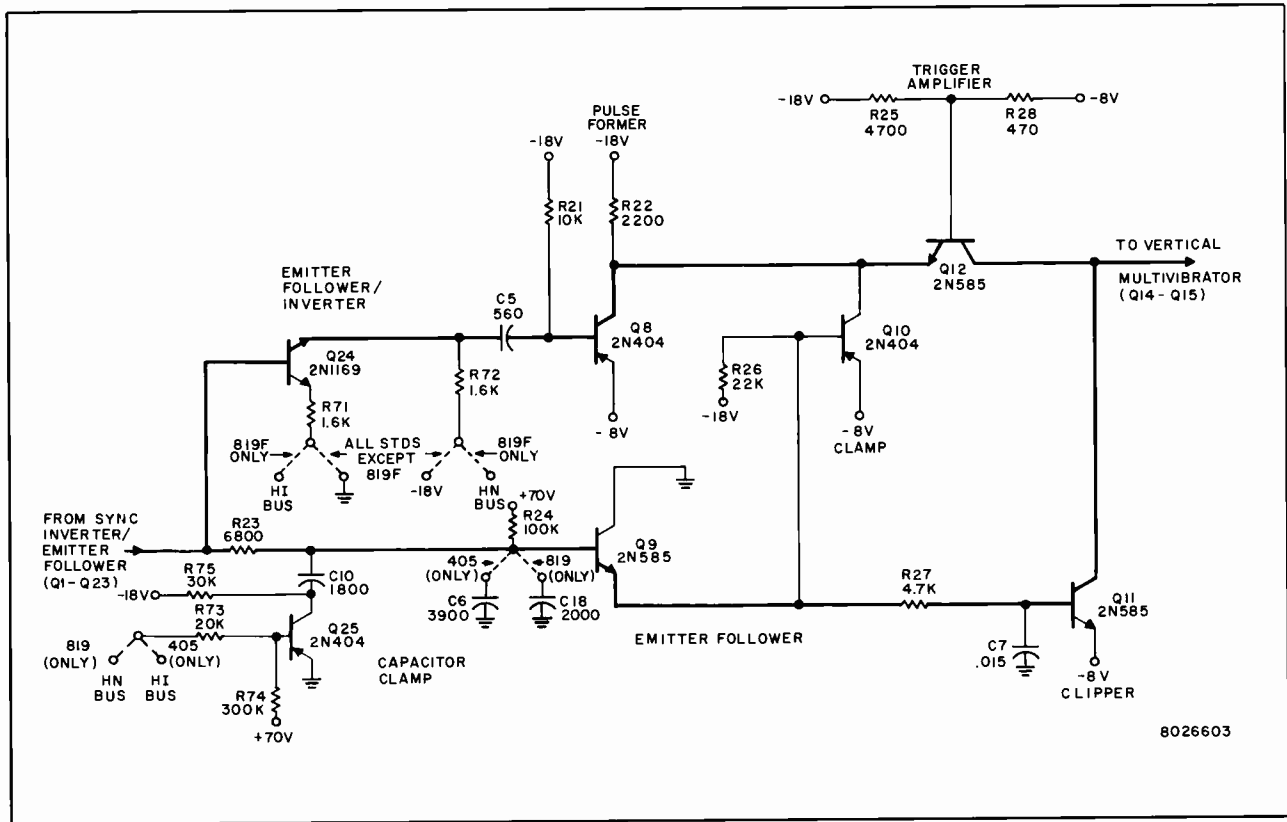 TRIGGER
AMPLIFIER
-18V
R25
4700
R28
470
-8V
PULSE
FORMER
-18V
-18V
R21
10K
R22
2200
EMITTER
FOLLOWER/
INVERTER
C5
560
Q8
2N404
Q12
2N585
TO VERTICAL
MULTIVIBRATOR
(Q14-Q15)
Q24
2N1169
R72
1.6K
R71
1.6K
Q10
2N404
R26
22K
-18V
-8V
-8V
CLAMP
819F
ONLY
ALL STDS
EXCEPT
819F
819F
ONLY
HI
BUS
-18V
HN
BUS
+70V
R24
100K
FROM SYNC
INVERTER/
EMITTER
FOLLOWER
(Q1-Q23)
R23
6800
Q9
2N585
405
(ONLY)
819
(ONLY)
R75
30K
-18V
C10
1800
C6
3900
C18
2000
R27
4.7K
Q11
2N585
R73
20K
Q25
2N404
819
(ONLY)
405
(ONLY)
HN
BUS
HI
BUS
EMITTER FOLLOWER
CAPACITOR
CLAMP
C7
.015
-8V
CLIPPER
R74
300K
+70V
8026603